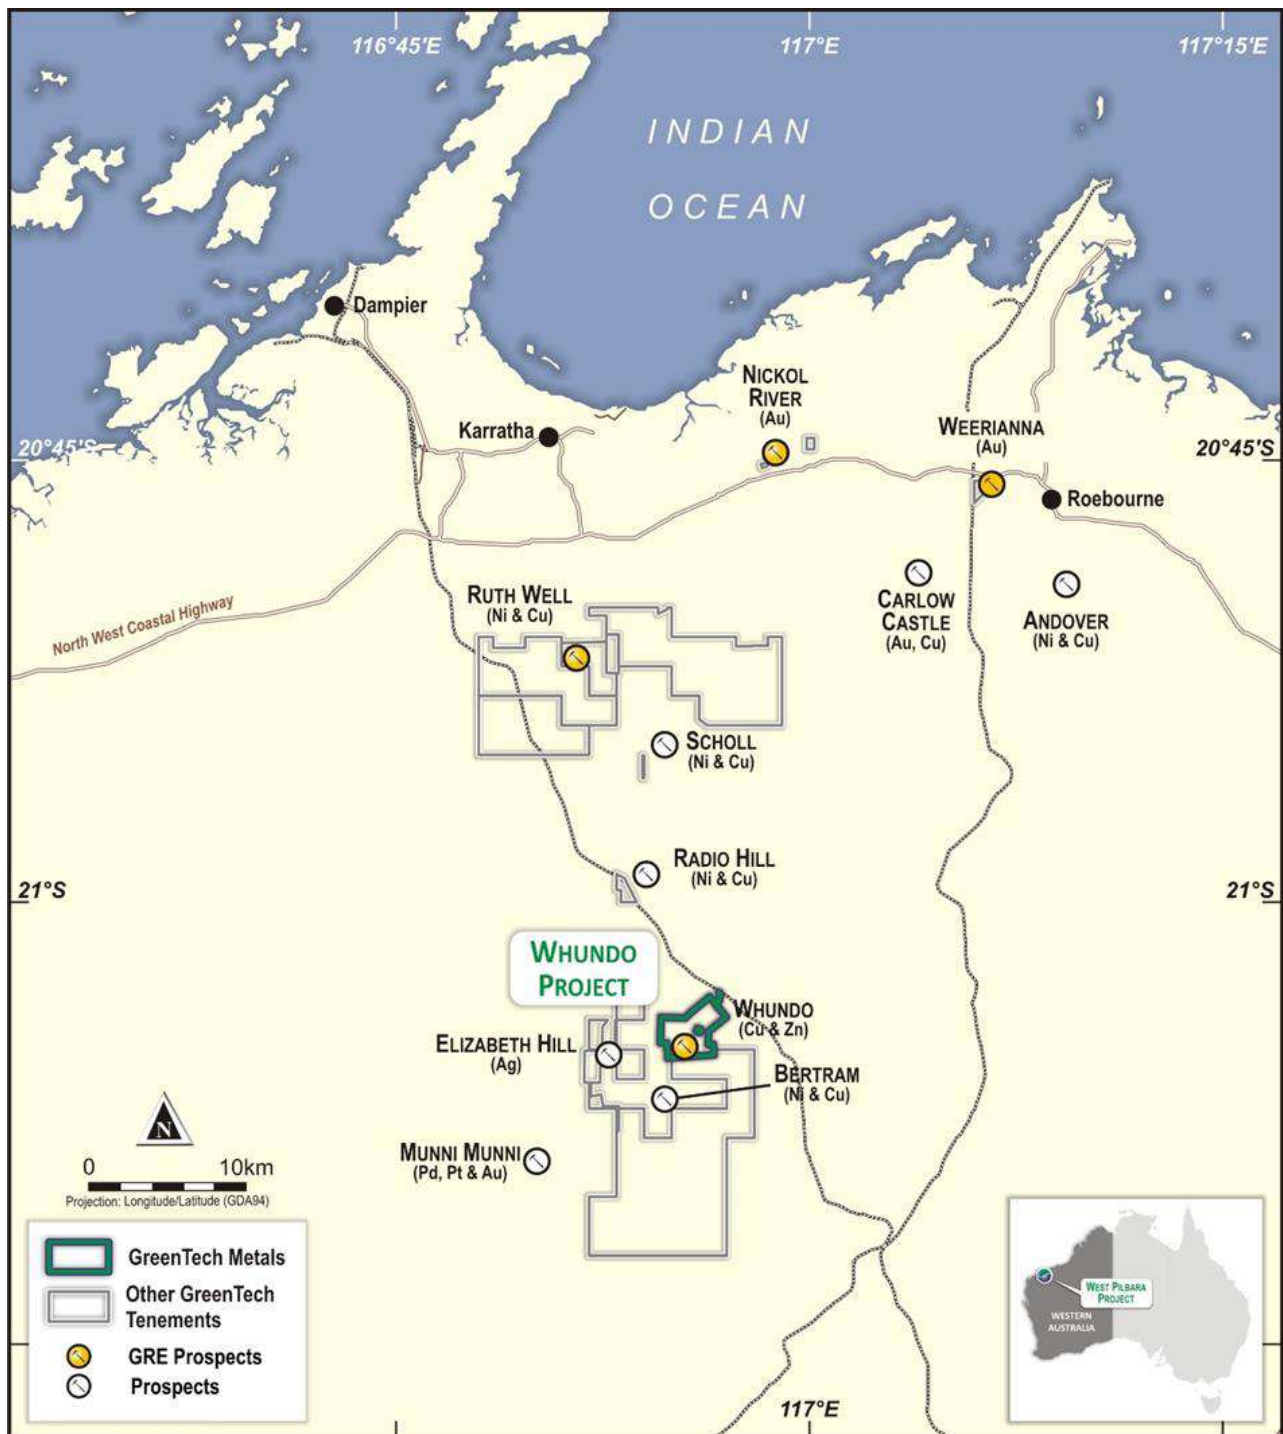 116°45'E
117°E
117°15'E
INDIAN
OCEAN
Dampier
NICKOL
RIVER
(Au)
Karratha
WEERIANNA
(Au)
20°45'S
20°45'S
Roebourne
RUTH WELL
(Ni & Cu)
CARLOW
CASTLE
(Au, Cu)
ANDOVER
(Ni & Cu)
North West Coastal Highway
SCHOLL
(Ni & Cu)
RADIO HILL
(Ni & Cu)
21°S
21°S
WHUNDO
PROJECT
WHUNDO
(Cu & Zn)
ELIZABETH HILL
(Ag)
BERTRAM
(Ni & Cu)
MUNNI MUNNI
(Pd, Pt & Au)
N
0 10km
Projection: Longitude/Latitude (GDA94)
GreenTech Metals
Other GreenTech
Tenements
GRE Prospects
Prospects
WEST PILBARA
PROJECT
WESTERN
AUSTRALIA
117°E